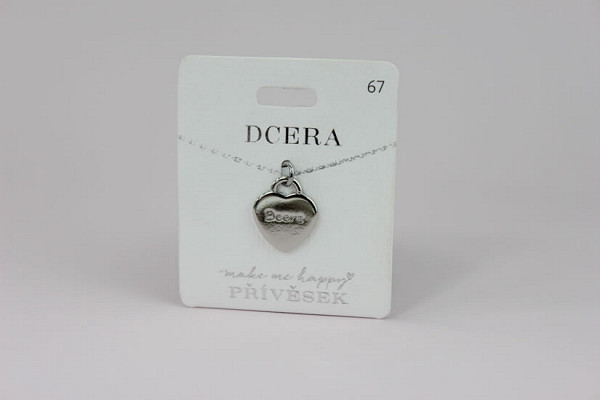 67
DCERA
Dcera
make me happy
PŘÍVĚSEK